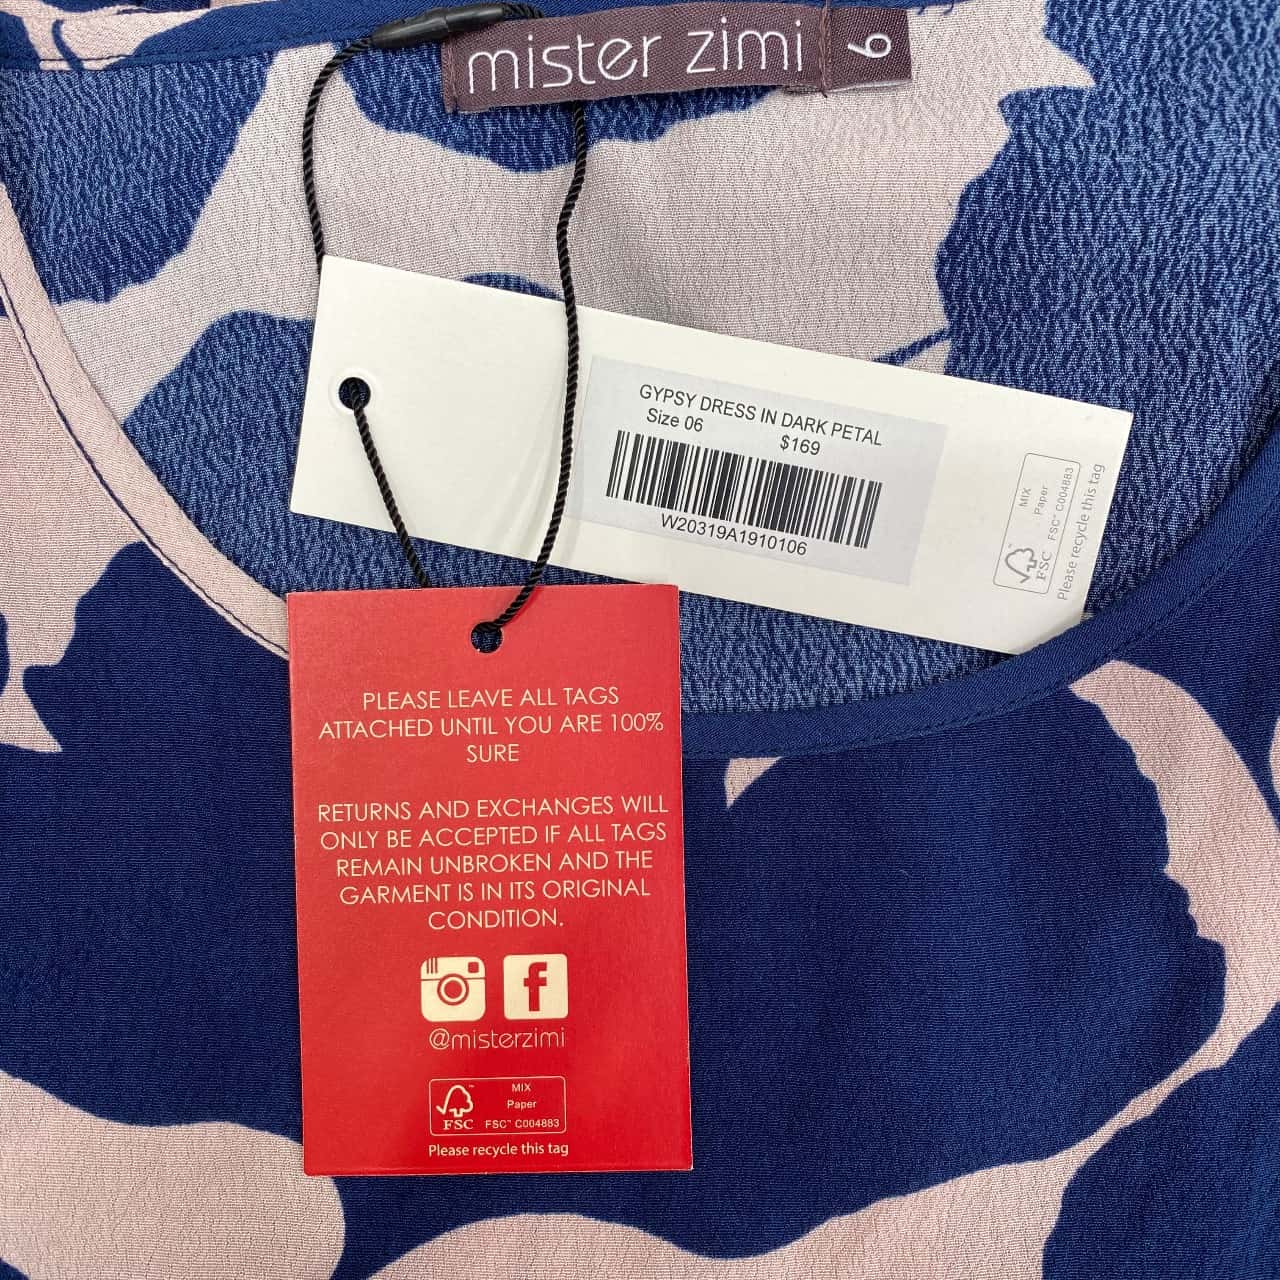 mister zimi 6
GYPSY DRESS IN DARK PETAL
Size 06 $169
W20319A1910106
MIX
Paper
FSC™ C004883
FSC
Please recycle this tag
PLEASE LEAVE ALL TAGS
ATTACHED UNTIL YOU ARE 100%
SURE
RETURNS AND EXCHANGES WILL
ONLY BE ACCEPTED IF ALL TAGS
REMAIN UNBROKEN AND THE
GARMENT IS IN ITS ORIGINAL
CONDITION.
@misterzimi
MIX
Paper
FSC FSC™ C004883
Please recycle this tag